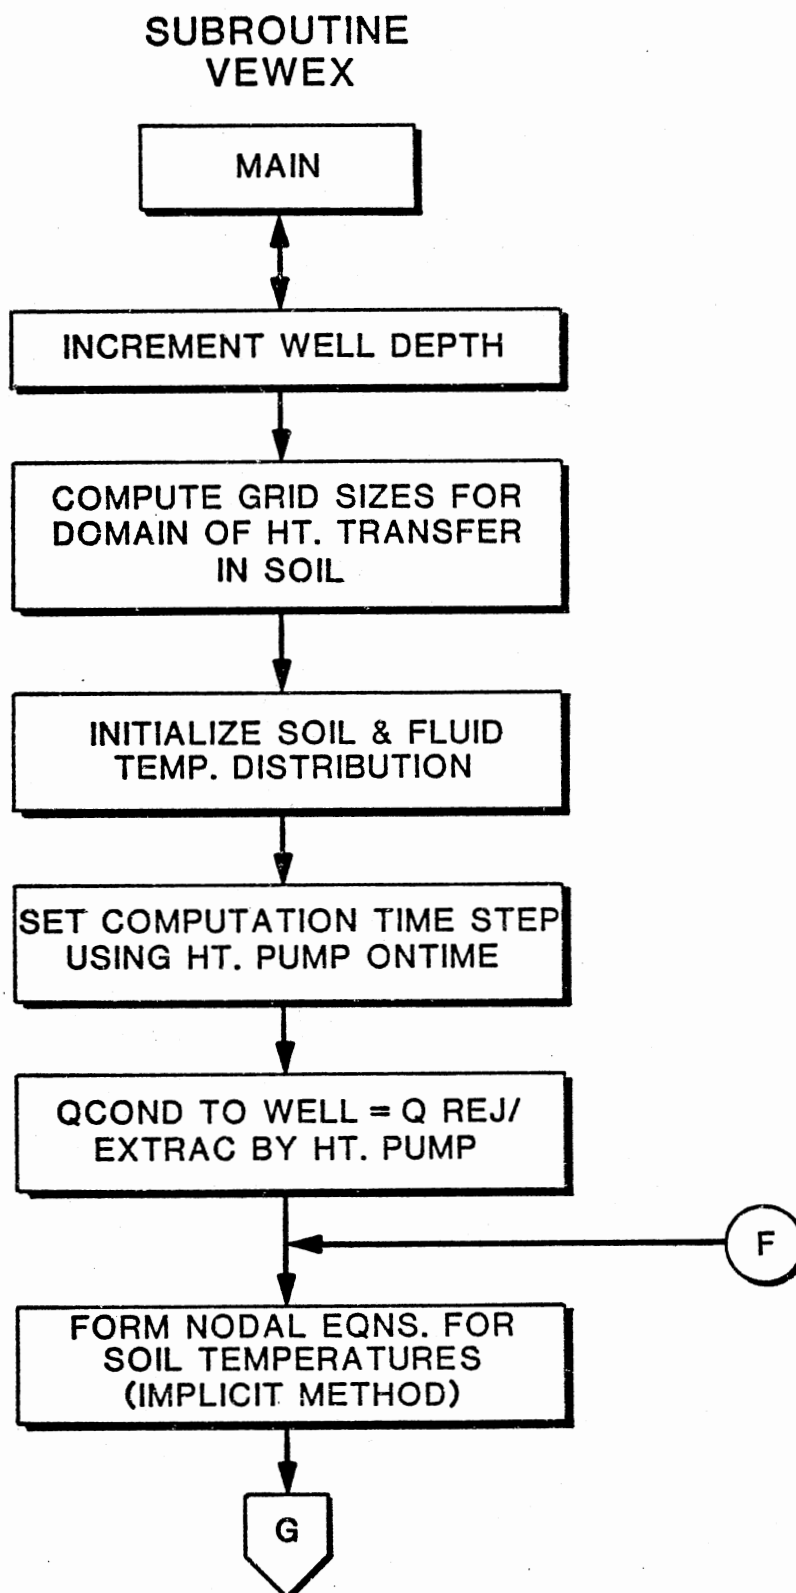 SUBROUTINE
VEWEX
MAIN
INCREMENT WELL DEPTH
COMPUTE GRID SIZES FOR
DOMAIN OF HT. TRANSFER
IN SOIL
INITIALIZE SOIL & FLUID
TEMP. DISTRIBUTION
SET COMPUTATION TIME STEP
USING HT. PUMP ONTIME
QCOND TO WELL = Q REJ/
EXTRAC BY HT. PUMP
F
FORM NODAL EQNS. FOR
SOIL TEMPERATURES
(IMPLICIT METHOD)
G